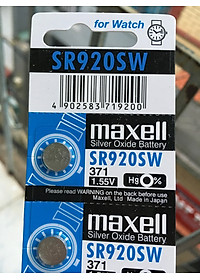 for Watch
SR920SW
4 902583 719200
maxell
Silver Oxide Battery
SR920SW
371
1.55V Hg 0%
Please read WARNING on the back before use
Maxell, Ltd. Made in Japan
maxell
Silver Oxide Battery
SR920SW
371